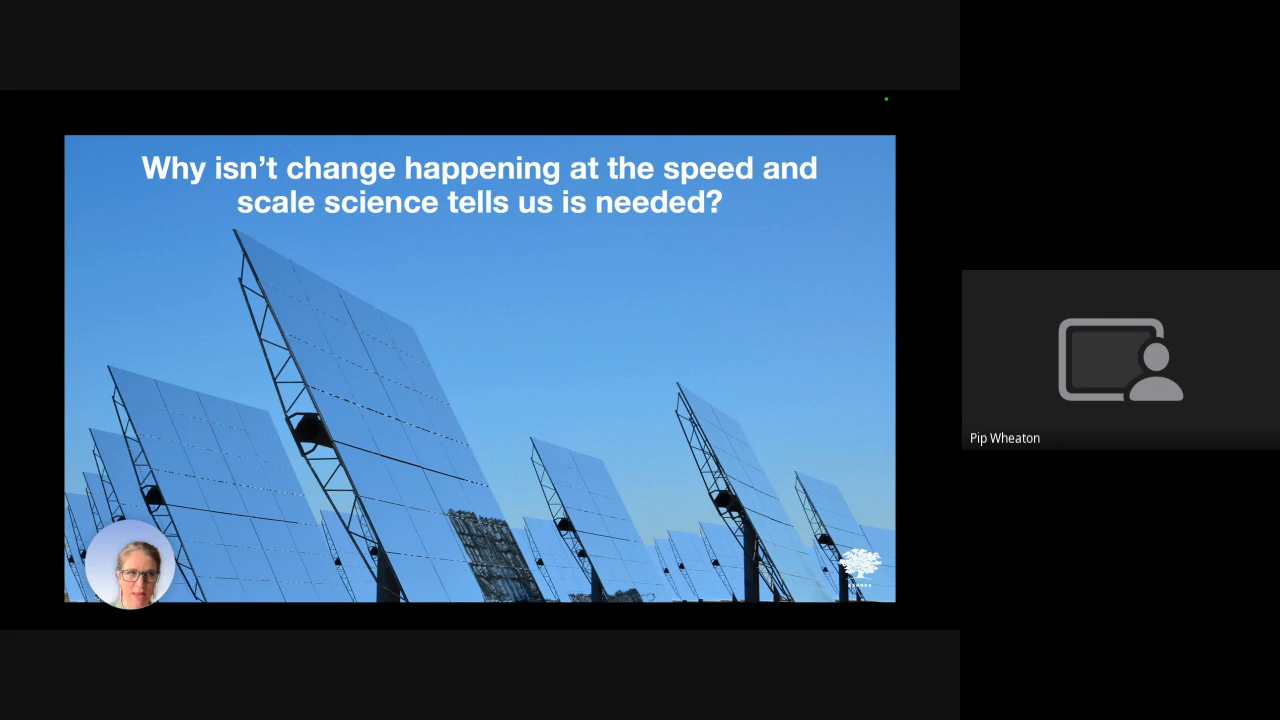 Why isn’t change happening at the speed and
scale science tells us is needed?
Pip Wheaton